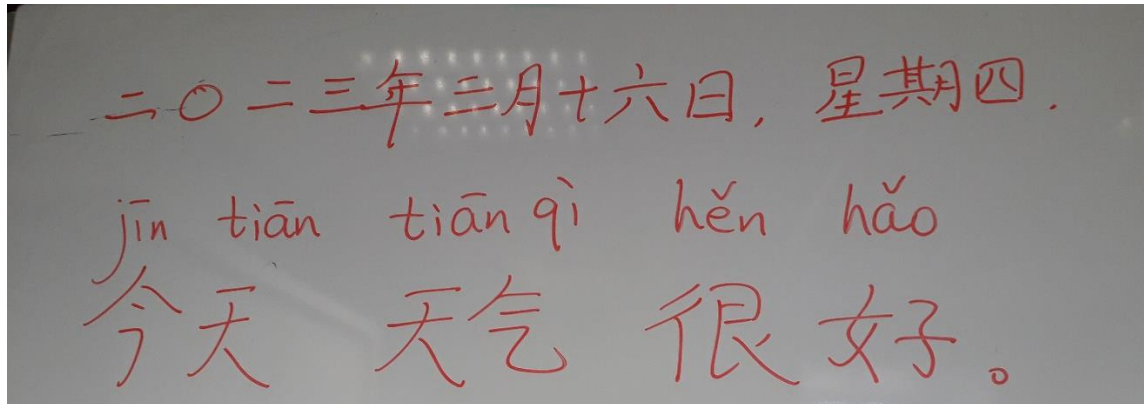 二〇二三年三月十六日, 星期四.
jīn tiān tiān qì hěn hǎo
今天 天气 很 好。